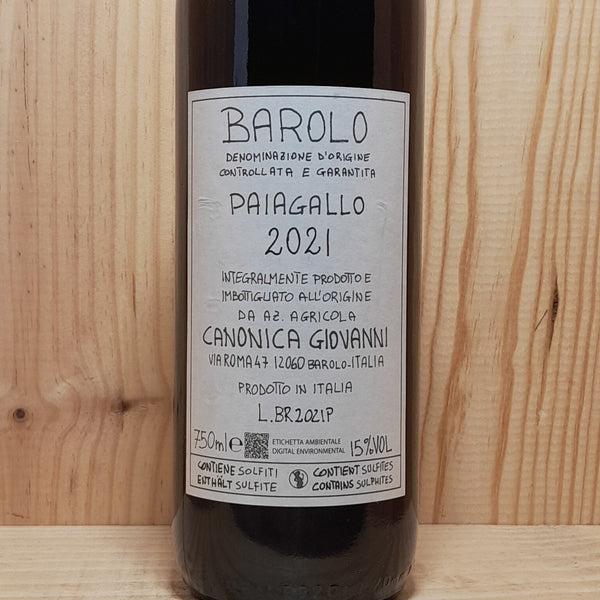 BAROLO
DENOMINAZIONE D'ORIGINE
CONTROLLATA E GARANTITA
PAIAGALLO
2021
INTEGRALMENTE PRODOTTO E
IMBOTTIGLIATO ALL'ORIGINE
DA AZ. AGRICOLA
CANONICA GIOVANNI
VIA ROMA 47 12060 BAROLO-ITALIA
PRODOTTO IN ITALIA
L.BR2021P
750ml e ETICHETTA AMBIENTALE DIGITAL ENVIRONMENTAL 15%VOL
CONTIENE SOLFITI CONTIENT SULFITES
ENTHÄLT SULFITE CONTAINS SULPHITES